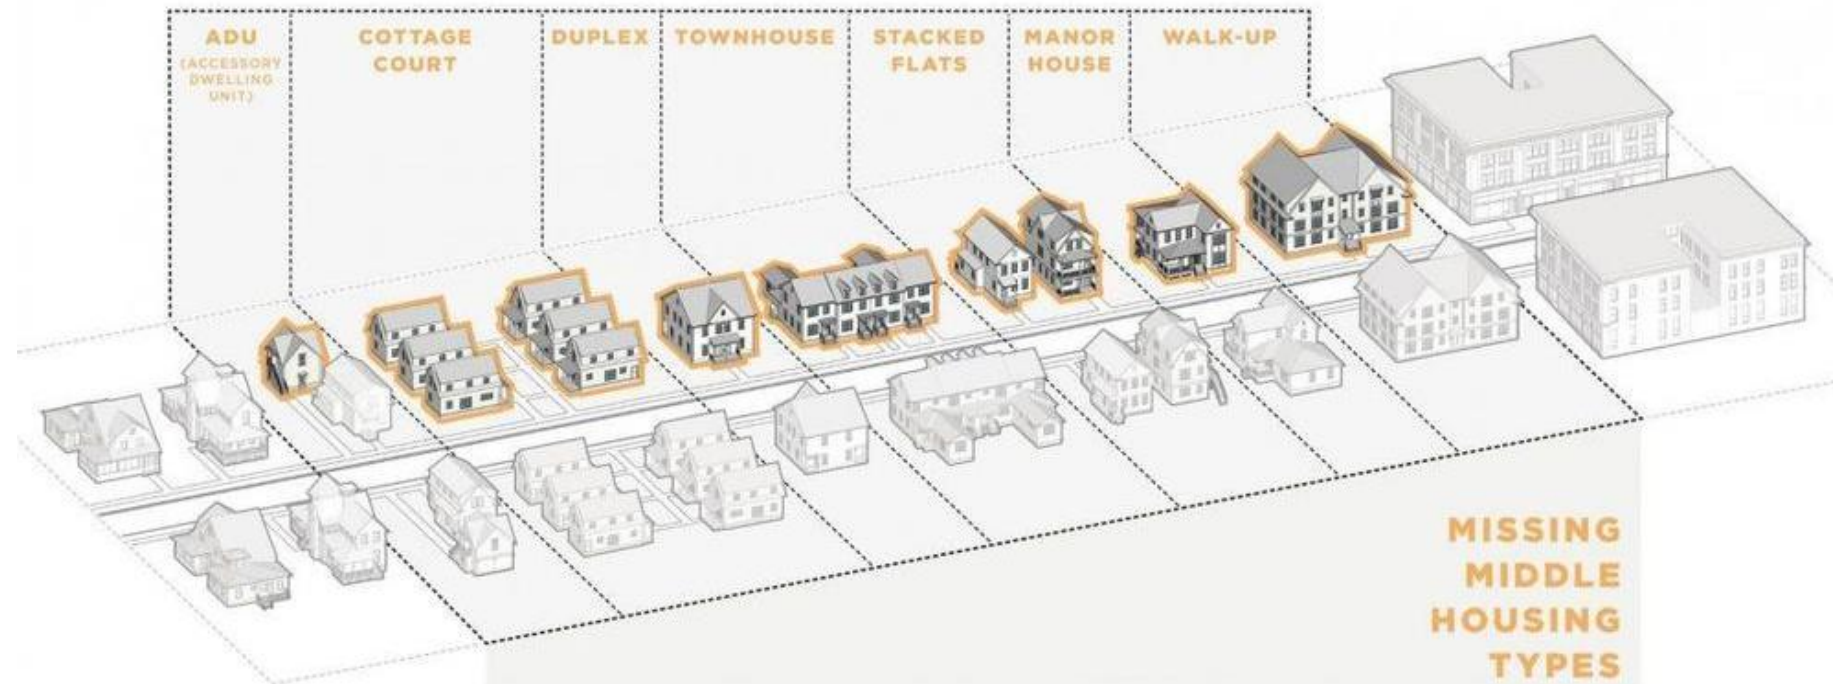 ADU
(ACCESSORY
DWELLING
UNIT)
COTTAGE
COURT
DUPLEX
TOWNHOUSE
STACKED
FLATS
MANOR
HOUSE
WALK-UP
MISSING
MIDDLE
HOUSING
TYPES